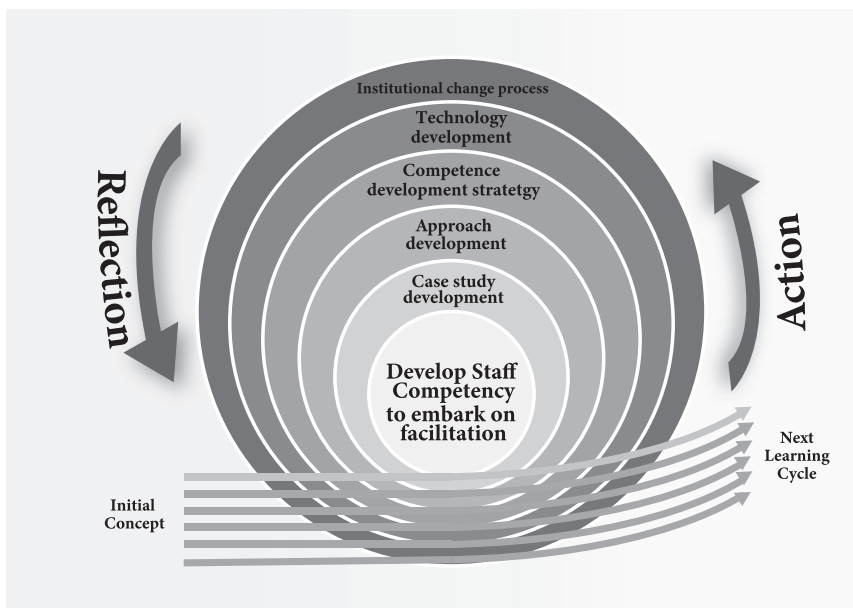 Institutional change process
Technology
development
Competence
development stratetgy
Approach
development
Case study
development
Develop Staff
Competency
to embark on
facilitation
Reflection
Action
Initial
Concept
Next
Learning
Cycle